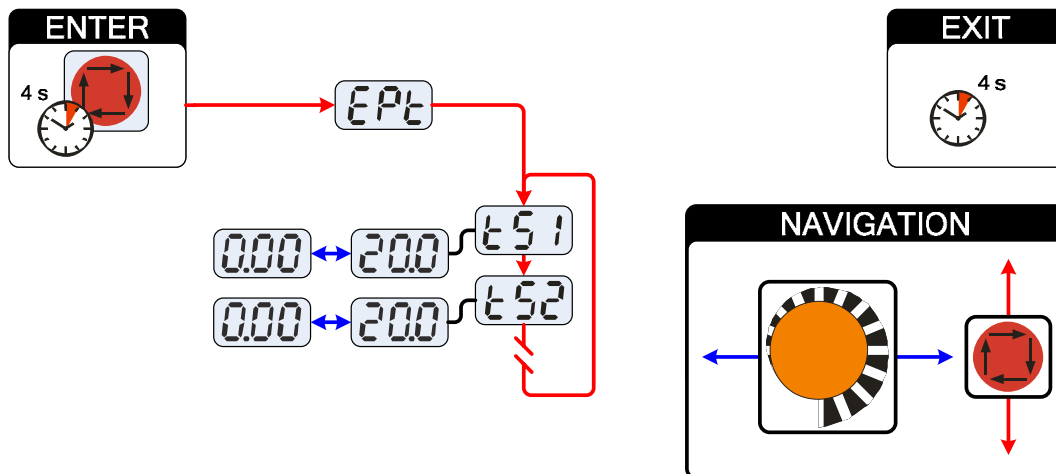 ENTER
4 s
EPt
EXIT
4 s
tS1
0.00
20.0
tS2
0.00
20.0
NAVIGATION